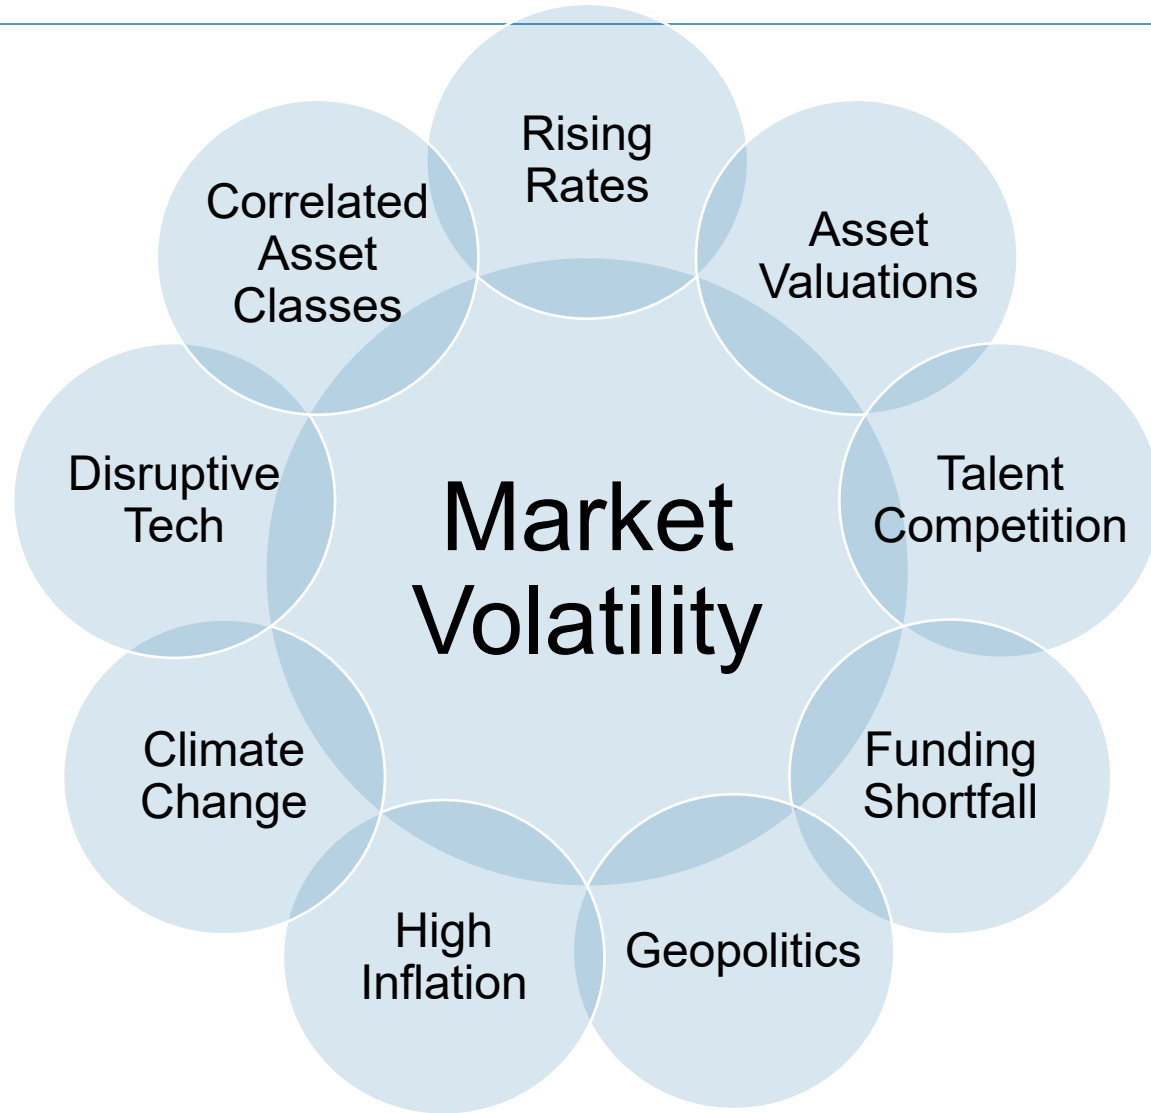 Rising
Rates
Asset
Valuations
Talent
Competition
Funding
Shortfall
Geopolitics
High
Inflation
Climate
Change
Disruptive
Tech
Correlated
Asset
Classes
Market
Volatility